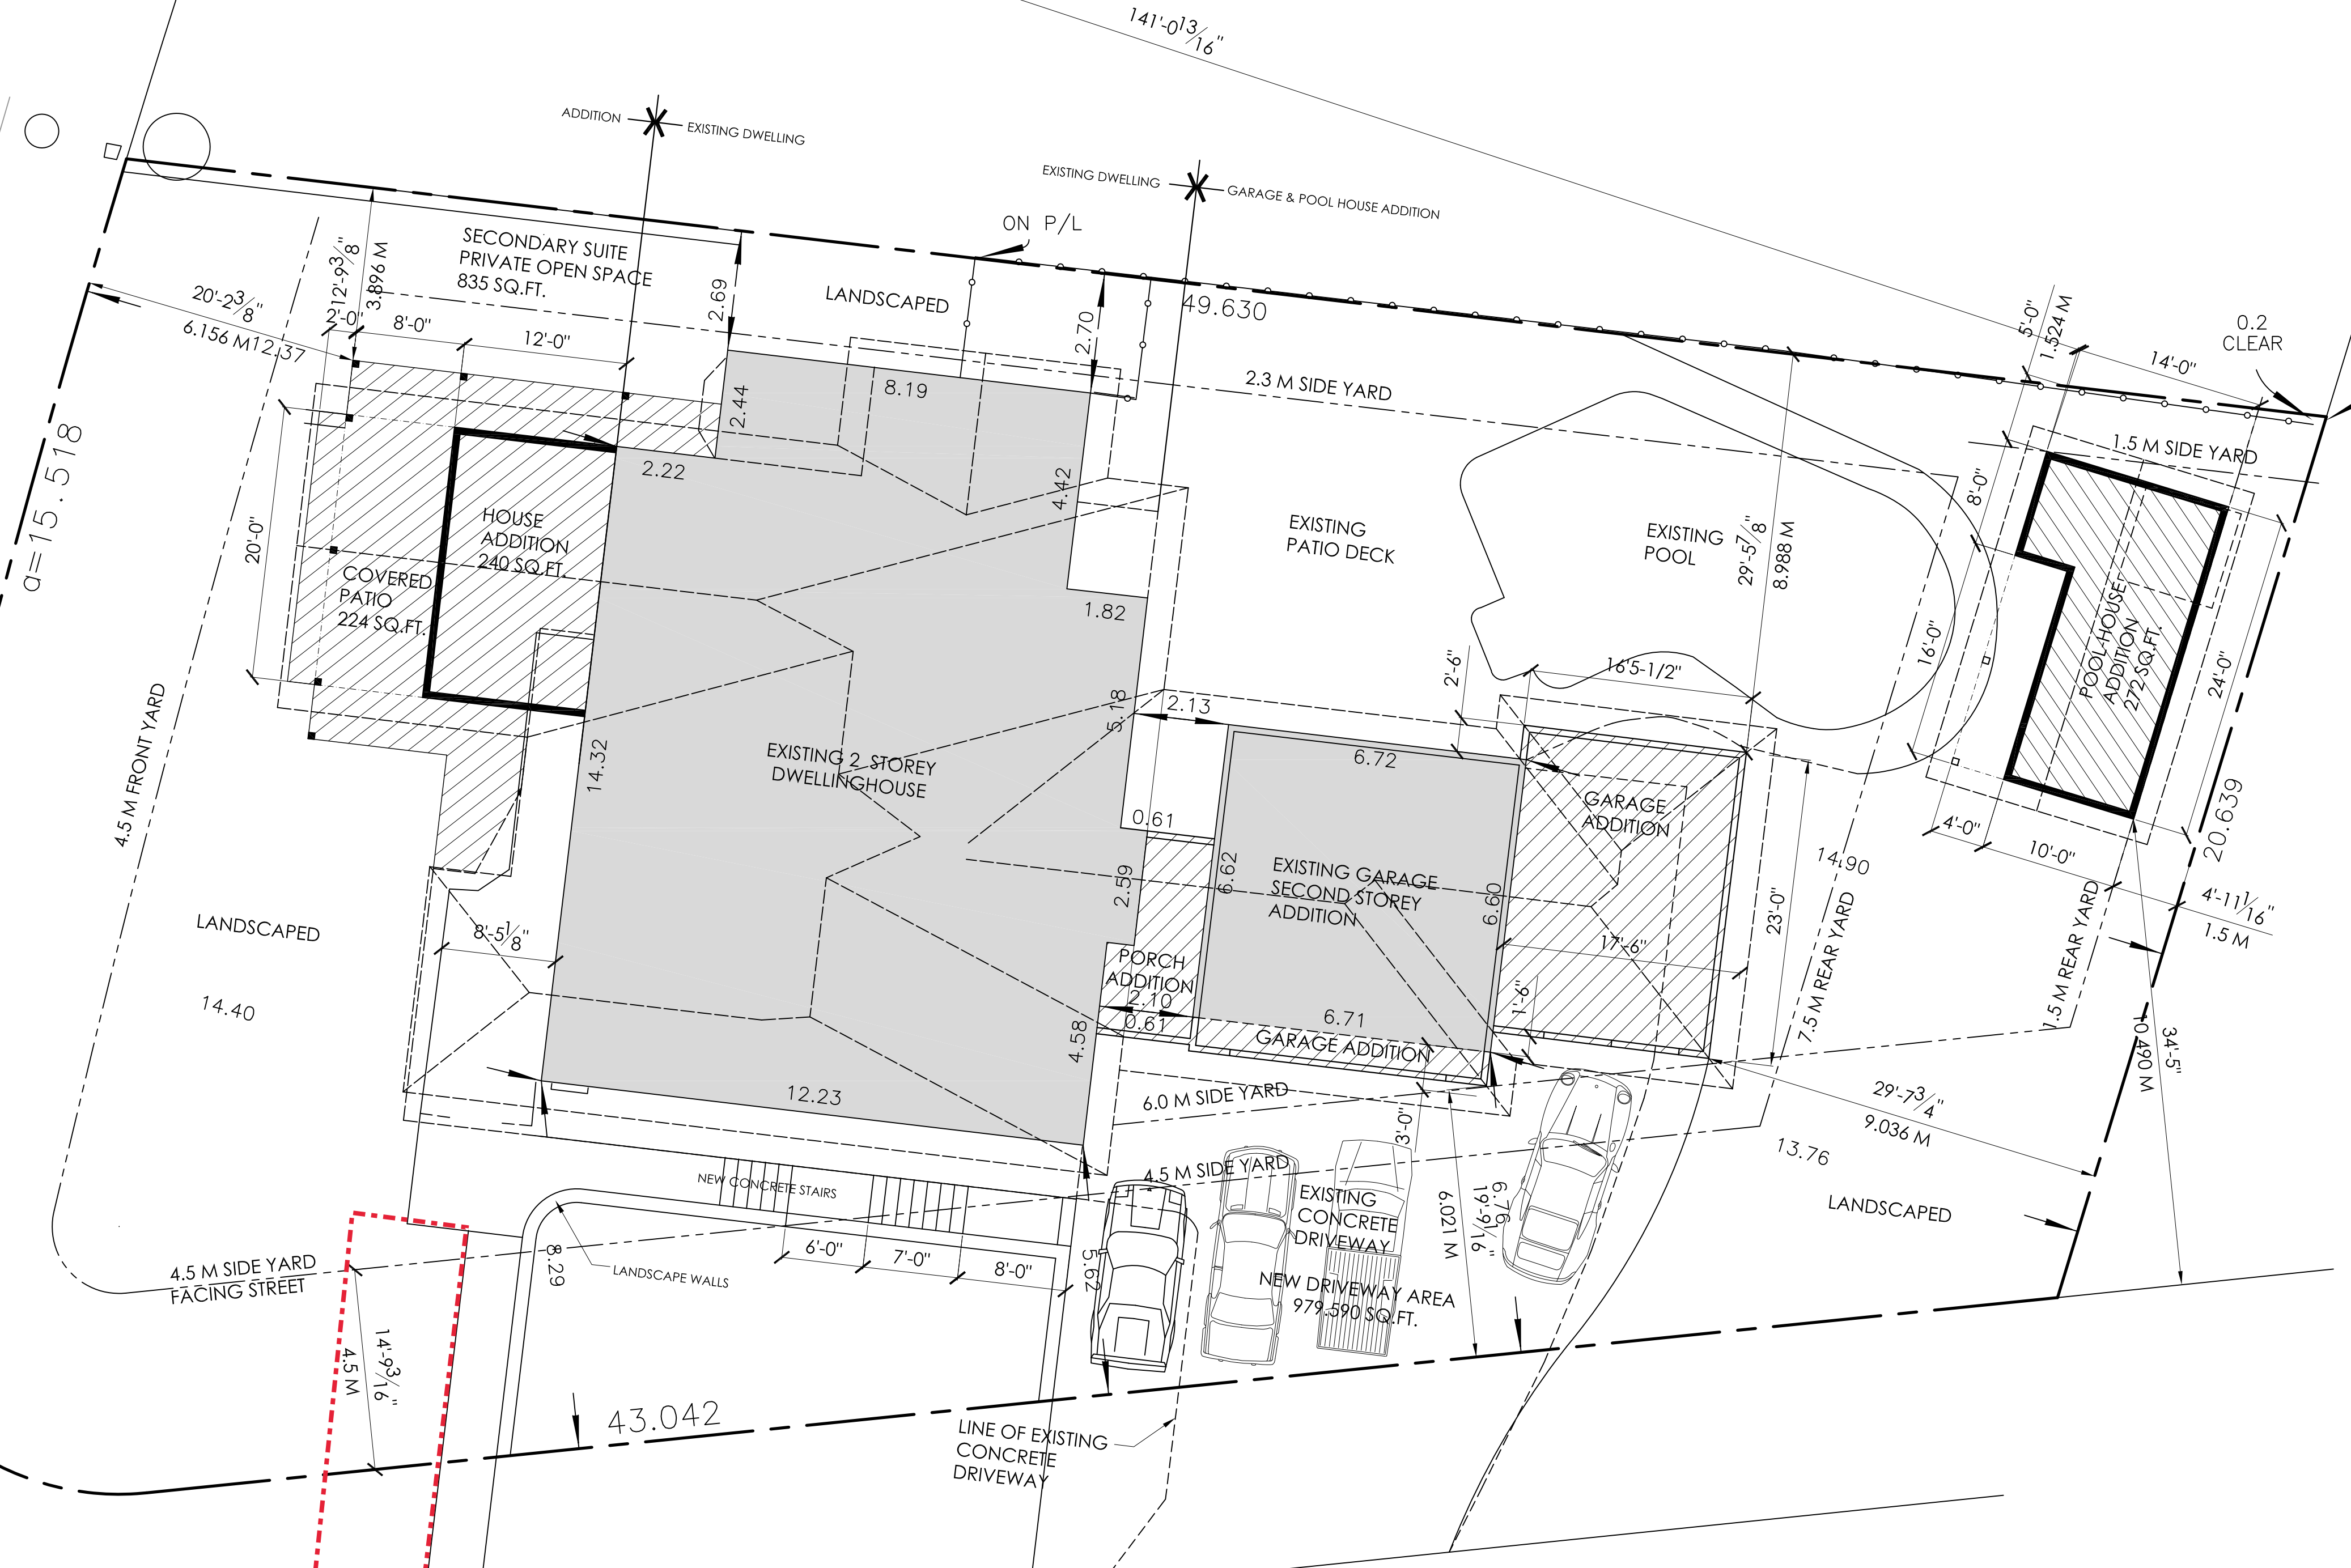 141'-0 13/16"
ADDITION
EXISTING DWELLING
EXISTING DWELLING
GARAGE & POOL HOUSE ADDITION
ON P/L
SECONDARY SUITE
PRIVATE OPEN SPACE
835 SQ.FT.
12'-9 3/8"
3.896 M
20'-2 3/8"
6.156 M
12.37
2'-0"
8'-0"
12'-0"
2.69
LANDSCAPED
2.70
49.630
2.3 M SIDE YARD
5'-0"
1.524 M
14'-0"
0.2
CLEAR
1.5 M SIDE YARD
a=15.518
8.19
2.44
2.22
4.42
1.82
20'-0"
HOUSE
ADDITION
240 SQ.FT.
COVERED
PATIO
224 SQ.FT.
EXISTING
PATIO DECK
EXISTING
POOL
29'-5 7/8"
8.988 M
8'-0"
16'-0"
POOL-HOUSE
ADDITION
272 SQ.FT.
24'-0"
4.5 M FRONT YARD
5.18
2.13
2'-6"
16'5-1/2"
EXISTING 2 STOREY
DWELLINGHOUSE
14.32
6.72
0.61
GARAGE
ADDITION
EXISTING GARAGE
SECOND STOREY
ADDITION
6.62
6.60
2.59
23'-0"
14.90
4'-0"
10'-0"
20.639
4'-11 1/16"
1.5 M
LANDSCAPED
8'-5 1/8"
PORCH
ADDITION
2.10
0.61
17'-6"
1'-6"
7.5 M REAR YARD
1.5 M REAR YARD
14.40
6.71
GARAGE ADDITION
4.58
34'-5"
10.490 M
12.23
6.0 M SIDE YARD
3'-0"
29'-7 3/4"
9.036 M
13.76
NEW CONCRETE STAIRS
4.5 M SIDE YARD
EXISTING
CONCRETE
DRIVEWAY
6.76
19'-9 1/16"
6.021 M
LANDSCAPED
4.5 M SIDE YARD
FACING STREET
8.29
LANDSCAPE WALLS
6'-0"
7'-0"
8'-0"
5.62
NEW DRIVEWAY AREA
979.590 SQ.FT.
14'-9 3/16"
4.5 M
43.042
LINE OF EXISTING
CONCRETE
DRIVEWAY